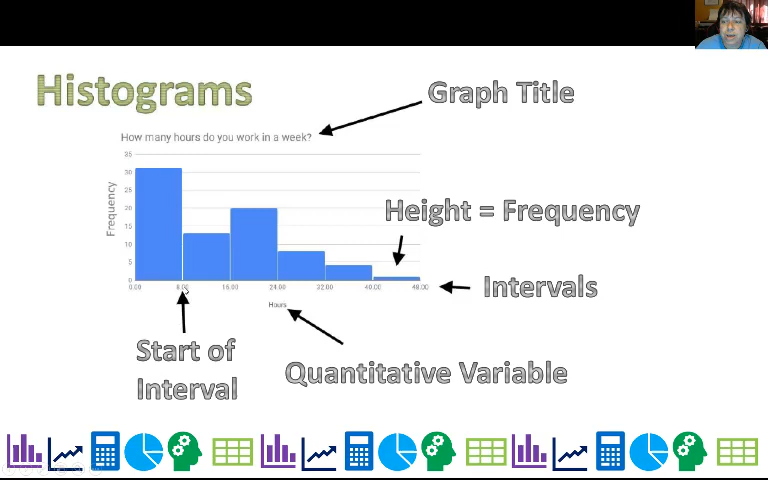 Histograms
Graph Title
How many hours do you work in a week?
35
30
25
20
15
10
5
0
Frequency
Height = Frequency
0.00 8.00 16.00 24.00 32.00 40.00 48.00
Intervals
Hours
Start of
Interval
Quantitative Variable